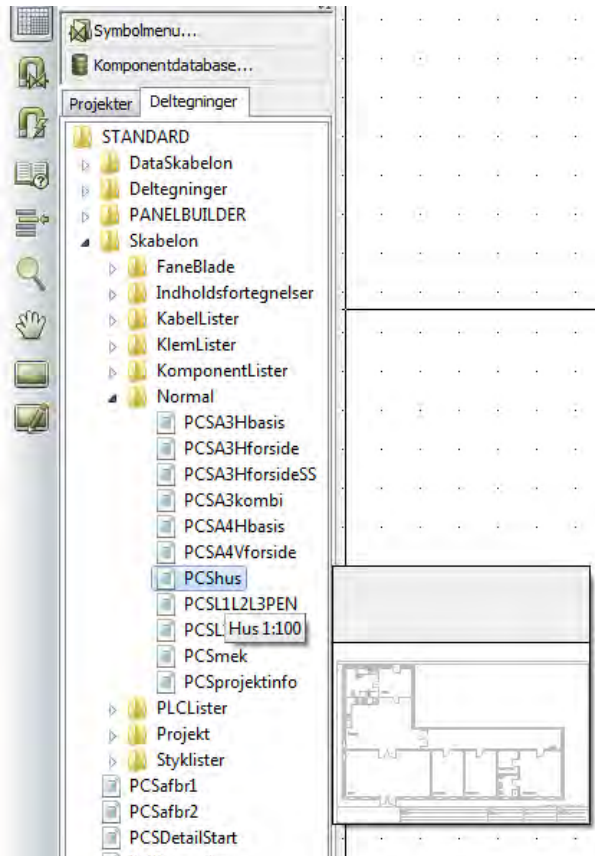 Symbolmenu...
Komponentdatabase...
Projekter Deltegninger
STANDARD
DataSkabelon
Deltegninger
PANELBUILDER
Skabelon
FaneBlade
Indholdsfortegnelser
KabelLister
KlemLister
KomponentLister
Normal
PCSA3Hbasis
PCSA3Hforside
PCSA3HforsideSS
PCSA3kombi
PCSA4Hbasis
PCSA4Vforside
PCShus
PCSL1L2L3PEN
Hus 1:100
PCSmek
PCSprojektinfo
PLCLister
Projekt
Styklister
PCSafbr1
PCSafbr2
PCSDetailStart